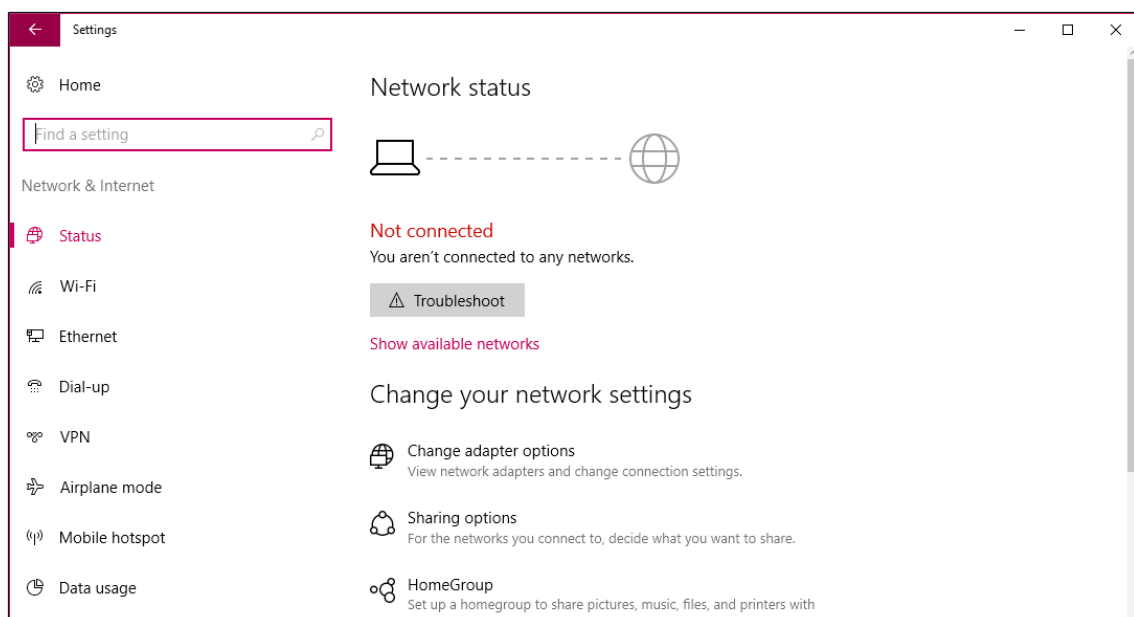 Settings
Home
Find a setting
Network & Internet
Status
Wi-Fi
Ethernet
Dial-up
VPN
Airplane mode
Mobile hotspot
Data usage
Network status
Not connected
You aren't connected to any networks.
Troubleshoot
Show available networks
Change your network settings
Change adapter options
View network adapters and change connection settings.
Sharing options
For the networks you connect to, decide what you want to share.
HomeGroup
Set up a homegroup to share pictures, music, files, and printers with